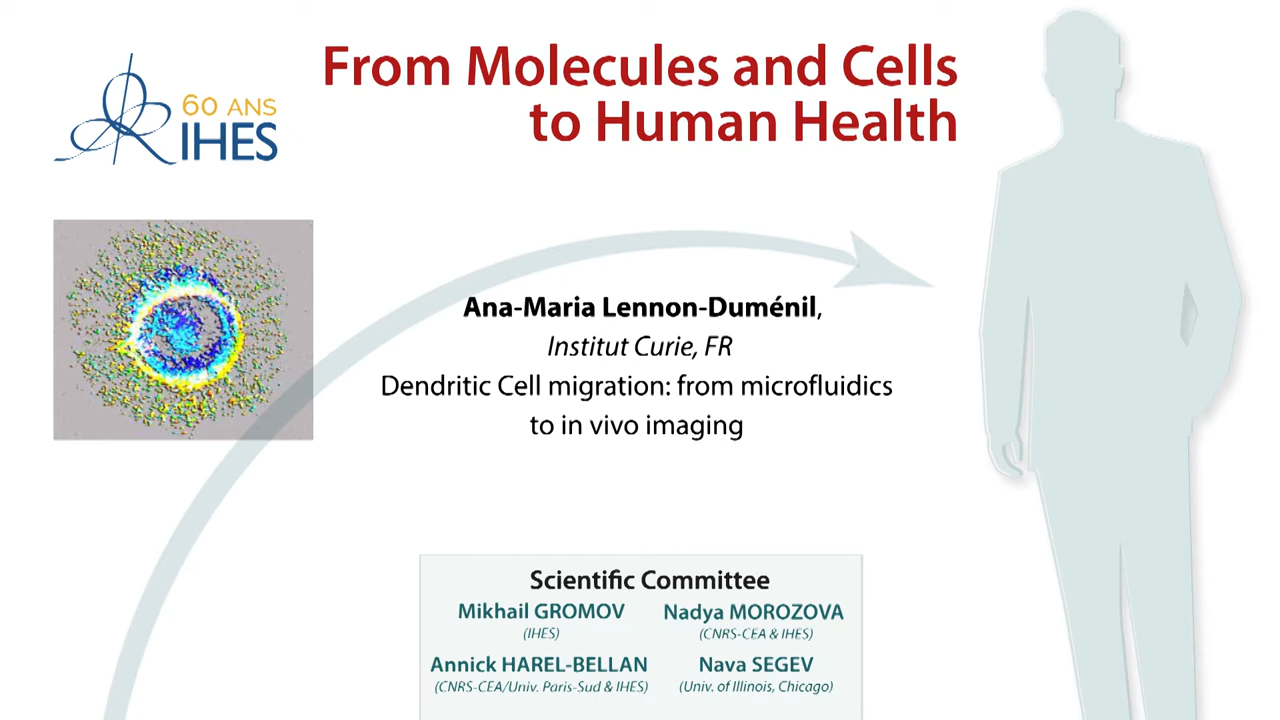 From Molecules and Cells
to Human Health
60 ANS
IHES
Ana-Maria Lennon-Duménil,
Institut Curie, FR
Dendritic Cell migration: from microfluidics
to in vivo imaging
Scientific Committee
Mikhail GROMOV
(IHES)
Nadya MOROZOVA
(CNRS-CEA & IHES)
Annick HAREL-BELLAN
(CNRS-CEA/Univ. Paris-Sud & IHES)
Nava SEGEV
(Univ. of Illinois, Chicago)